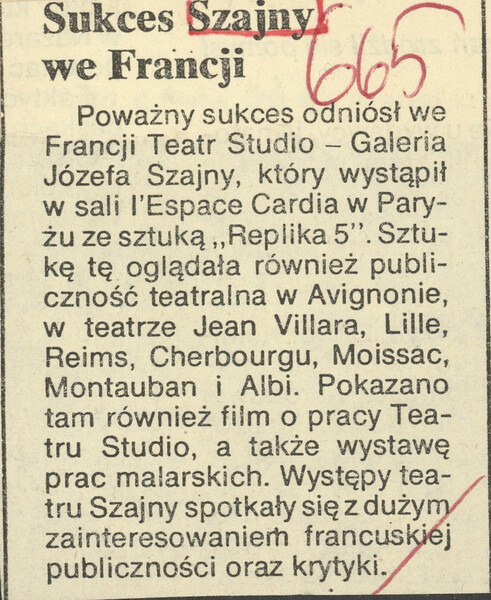 Sukces Szajny
we Francji
665
Poważny sukces odniósł we
Francji Teatr Studio – Galeria
Józefa Szajny, który wystąpił
w sali l'Espace Cardia w Pary-
żu ze sztuką „Replika 5”. Sztu-
kę tę oglądała również publi-
czność teatralna w Avignonie,
w teatrze Jean Villara, Lille,
Reims, Cherbourgu, Moissac,
Montauban i Albi. Pokazano
tam również film o pracy Tea-
tru Studio, a także wystawę
prac malarskich. Występy tea-
tru Szajny spotkały się z dużym
zainteresowaniem francuskiej
publiczności oraz krytyki.